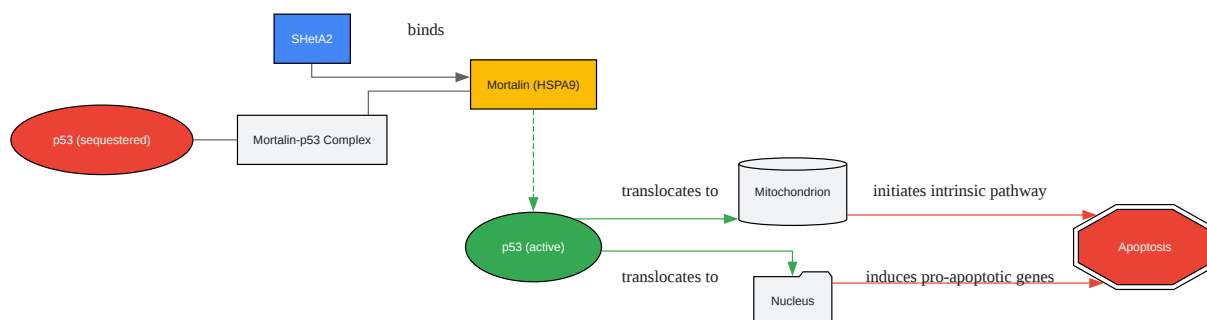 SHetA2
binds
Mortalin (HSPA9)
p53 (sequestered)
Mortalin-p53 Complex
translocates to
Mitochondrion
initiates intrinsic pathway
p53 (active)
Apoptosis
translocates to
induces pro-apoptotic genes
Nucleus